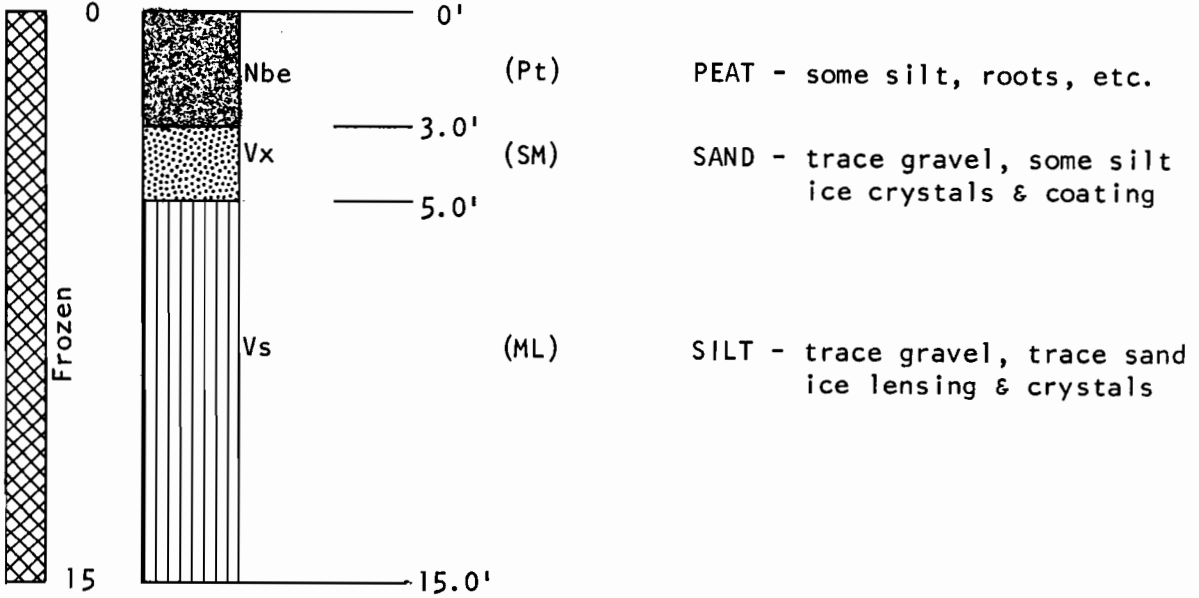 0 0'
Nbe (Pt) PEAT - some silt, roots, etc.
3.0'
Vx (SM) SAND - trace gravel, some silt
ice crystals & coating
5.0'
Frozen
Vs (ML) SILT - trace gravel, trace sand
ice lensing & crystals
15 15.0'